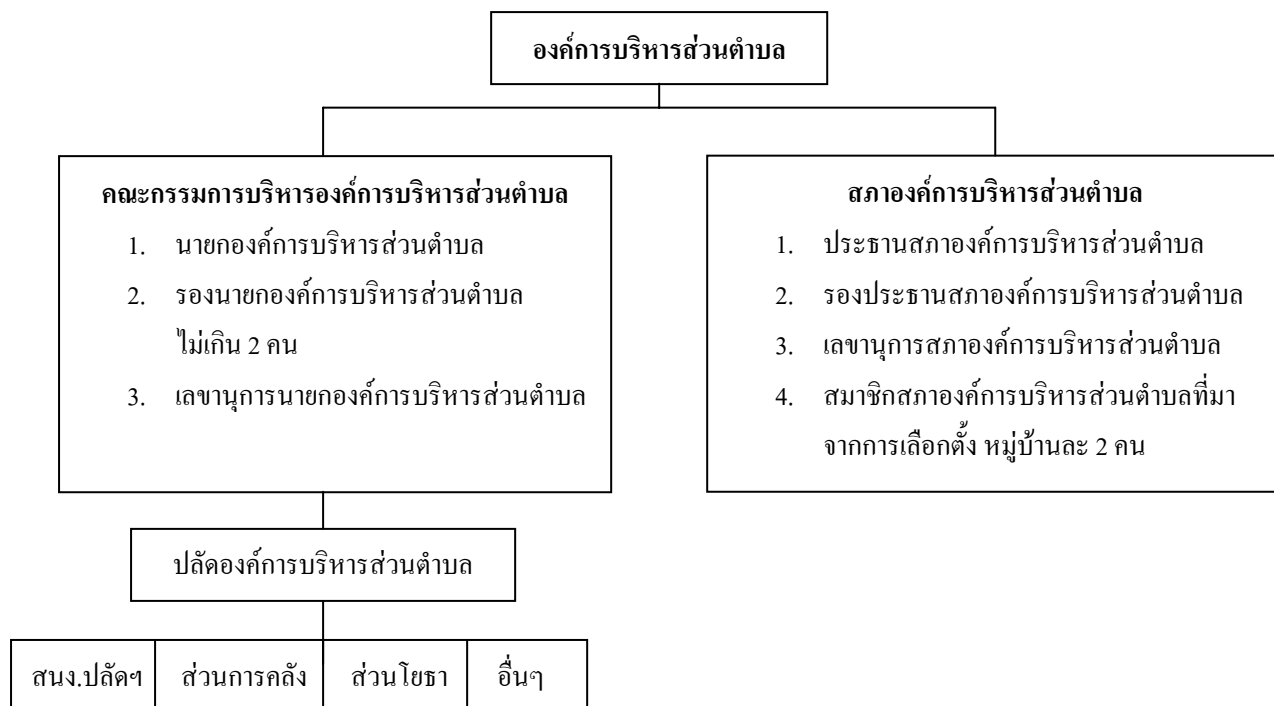 องค์การบริหารส่วนตำบล
คณะกรรมการบริหารองค์การบริหารส่วนตำบล
1. นายกองค์การบริหารส่วนตำบล
2. รองนายกองค์การบริหารส่วนตำบล
ไม่เกิน 2 คน
3. เลขานุการนายกองค์การบริหารส่วนตำบล
สภาองค์การบริหารส่วนตำบล
1. ประธานสภาองค์การบริหารส่วนตำบล
2. รองประธานสภาองค์การบริหารส่วนตำบล
3. เลขานุการสภาองค์การบริหารส่วนตำบล
4. สมาชิกสภาองค์การบริหารส่วนตำบลที่มา
จากการเลือกตั้ง หมู่บ้านละ 2 คน
ปลัดองค์การบริหารส่วนตำบล
สนง.ปลัดฯ ส่วนการคลัง ส่วนโยธา อื่นๆ